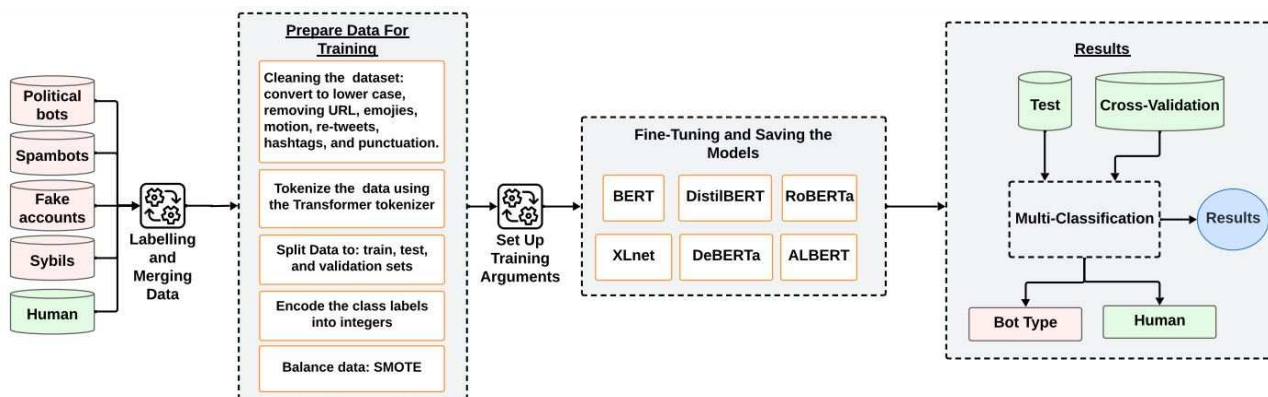 Political
bots
Spambots
Fake
accounts
Sybils
Human
Labelling
and
Merging
Data
Prepare Data For
Training
Cleaning the dataset:
convert to lower case,
removing URL, emojies,
motion, re-tweets,
hashtags, and punctuation.
Tokenize the data using
the Transformer tokenizer
Split Data to: train, test,
and validation sets
Encode the class labels
into integers
Balance data: SMOTE
Set Up
Training
Arguments
Fine-Tuning and Saving the
Models
BERT
DistilBERT
RoBERTa
XLnet
DeBERTa
ALBERT
Results
Test
Cross-Validation
Multi-Classification
Results
Bot Type
Human